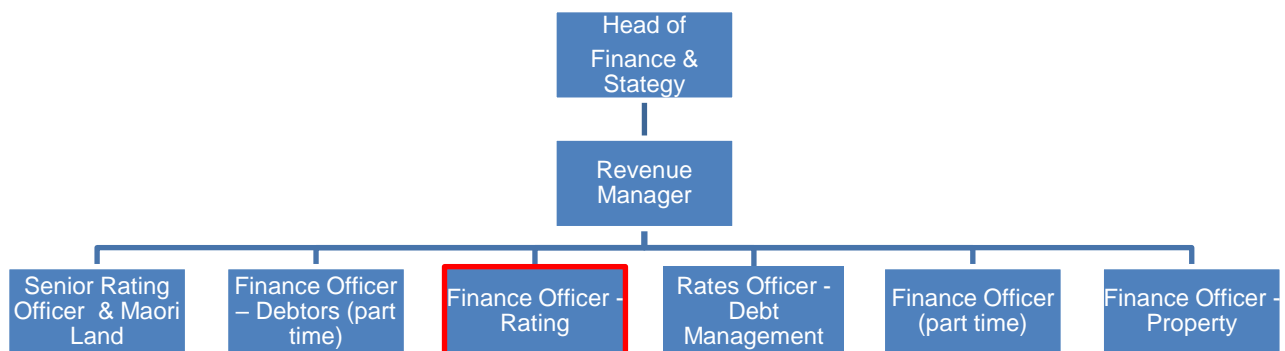 Head of
Finance &
Stategy
Revenue
Manager
Senior Rating
Officer & Maori
Land
Finance Officer
– Debtors (part
time)
Finance Officer -
Rating
Rates Officer -
Debt
Management
Finance Officer
(part time)
Finance Officer -
Property